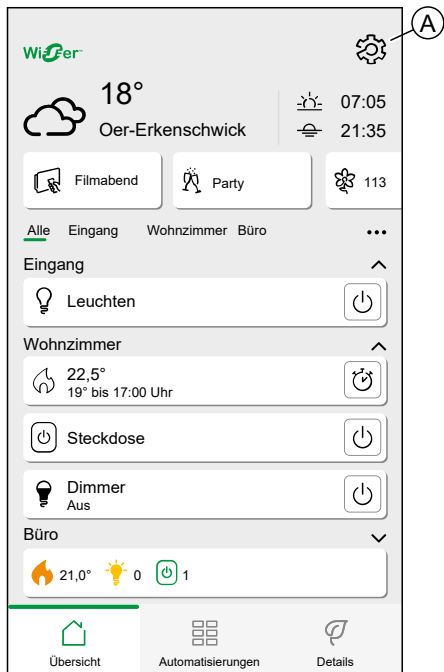 A
Wiser
18°
07:05
Oer-Erkenschwick
21:35
Filmabend
Party
113
Alle Eingang Wohnzimmer Büro
Eingang
Leuchten
Wohnzimmer
22,5°
19° bis 17:00 Uhr
Steckdose
Dimmer
Aus
Büro
21,0° 0 1
Übersicht Automatisierungen Details